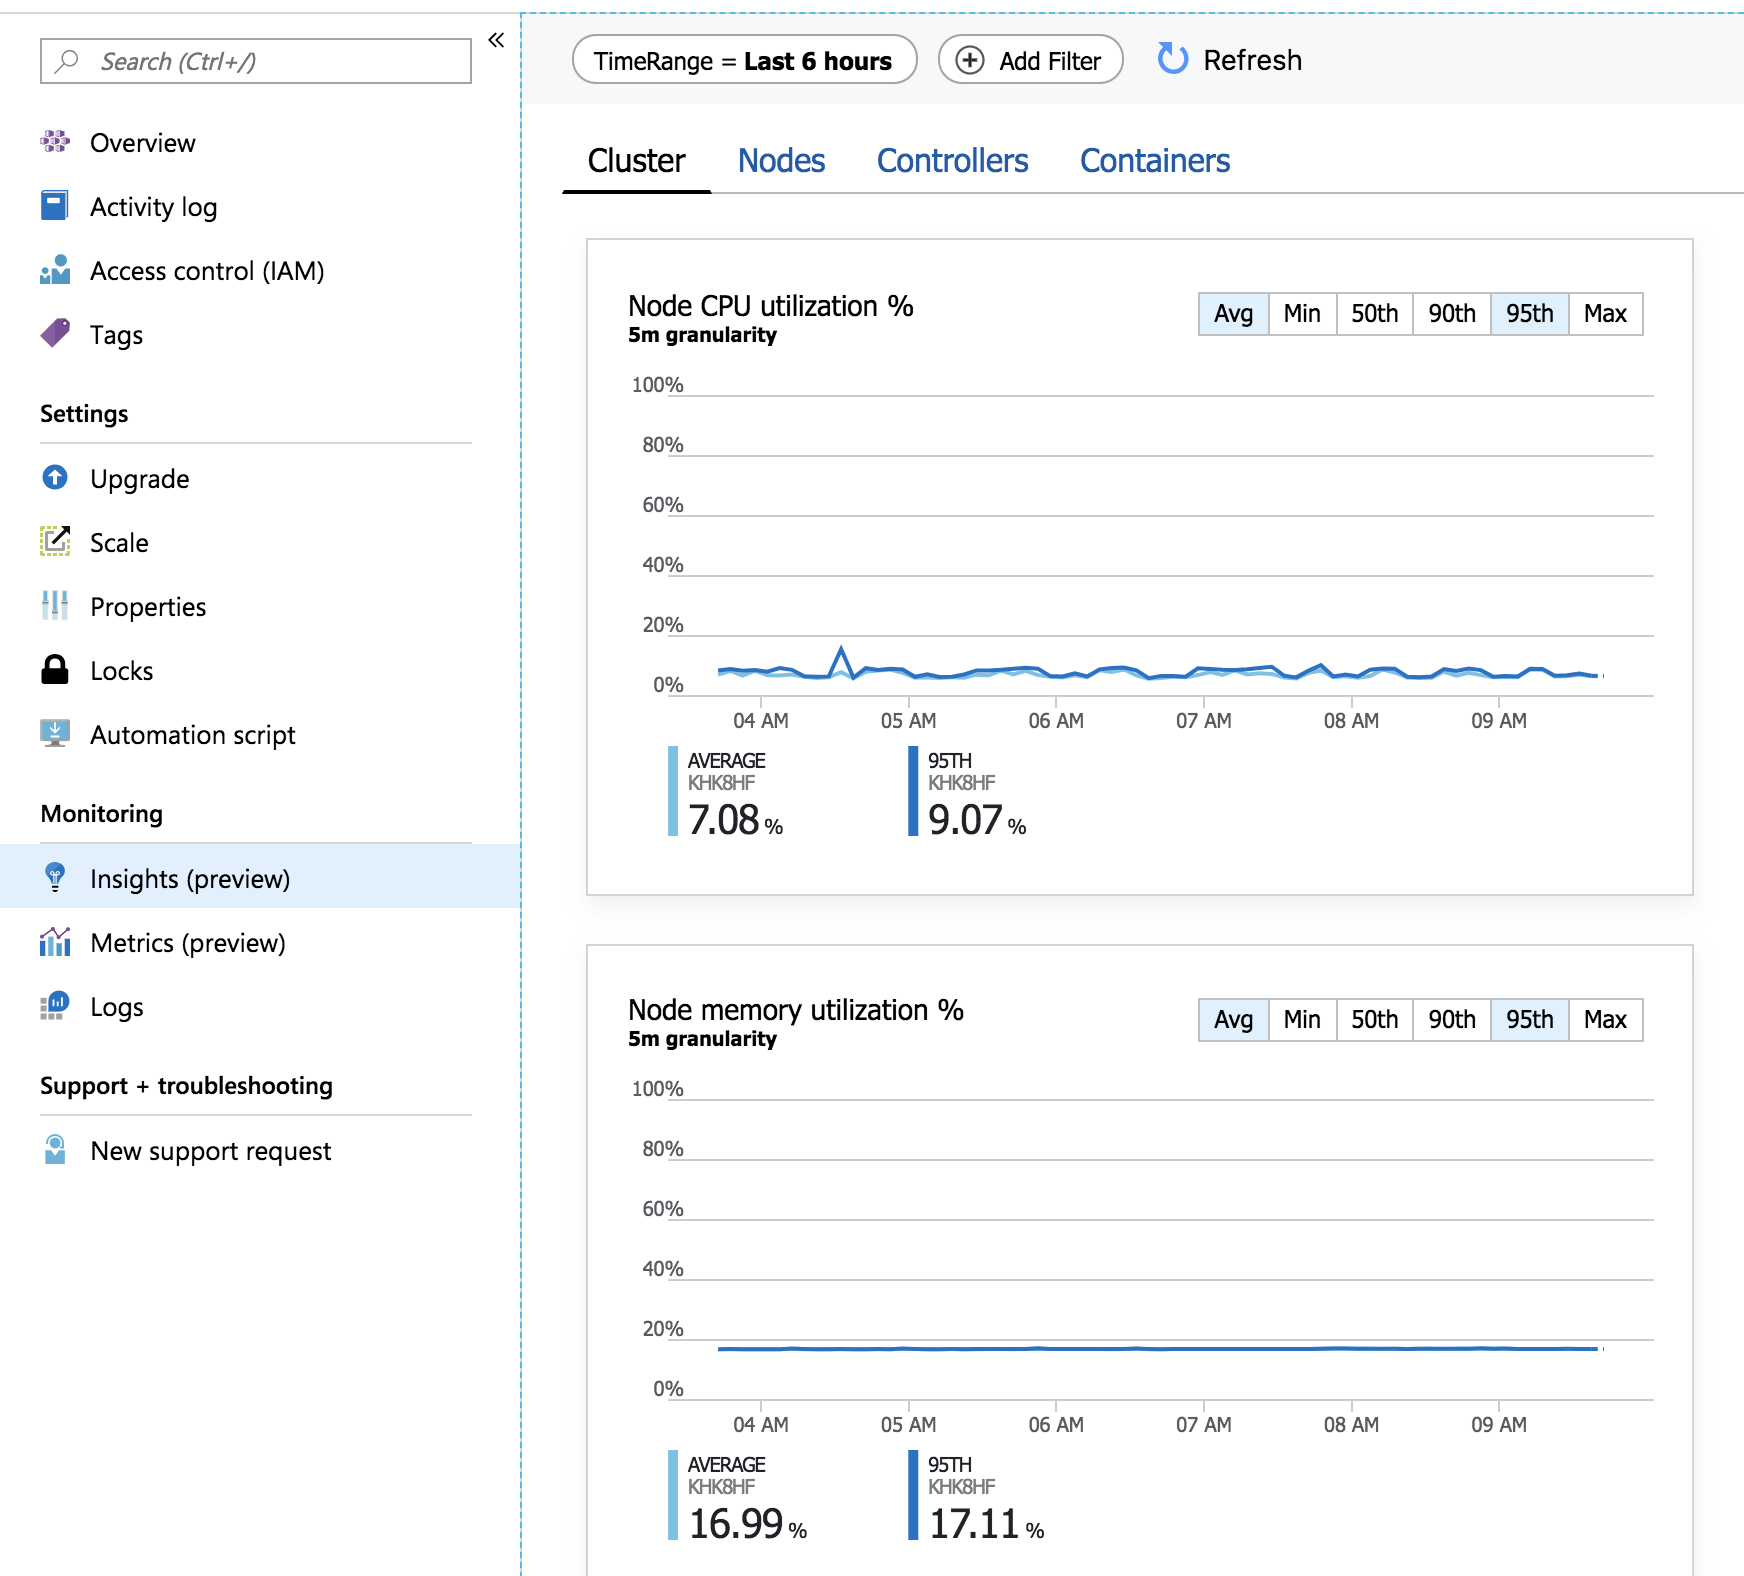 Search (Ctrl+/)
«
Overview
Activity log
Access control (IAM)
Tags
Settings
Upgrade
Scale
Properties
Locks
Automation script
Monitoring
Insights (preview)
Metrics (preview)
Logs
Support + troubleshooting
New support request
TimeRange = Last 6 hours
Add Filter
Refresh
Cluster Nodes Controllers Containers
Node CPU utilization %
5m granularity
Avg Min 50th 90th 95th Max
100%
80%
60%
40%
20%
0%
04 AM 05 AM 06 AM 07 AM 08 AM 09 AM
AVERAGE
KHK8HF
7.08 %
95TH
KHK8HF
9.07 %
Node memory utilization %
5m granularity
Avg Min 50th 90th 95th Max
100%
80%
60%
40%
20%
0%
04 AM 05 AM 06 AM 07 AM 08 AM 09 AM
AVERAGE
KHK8HF
16.99 %
95TH
KHK8HF
17.11 %